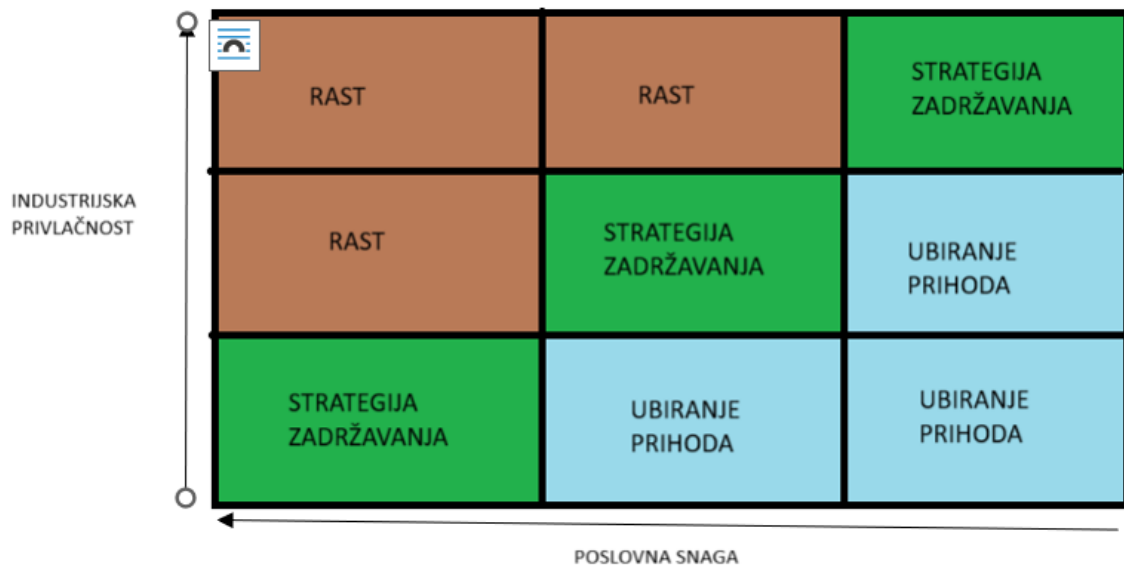 RAST
RAST
STRATEGIJA
ZADRŽAVANJA
INDUSTRIJSKA
PRIVLAČNOST
RAST
STRATEGIJA
ZADRŽAVANJA
UBIRANJE
PRIHODA
STRATEGIJA
ZADRŽAVANJA
UBIRANJE
PRIHODA
UBIRANJE
PRIHODA
POSLOVNA SNAGA